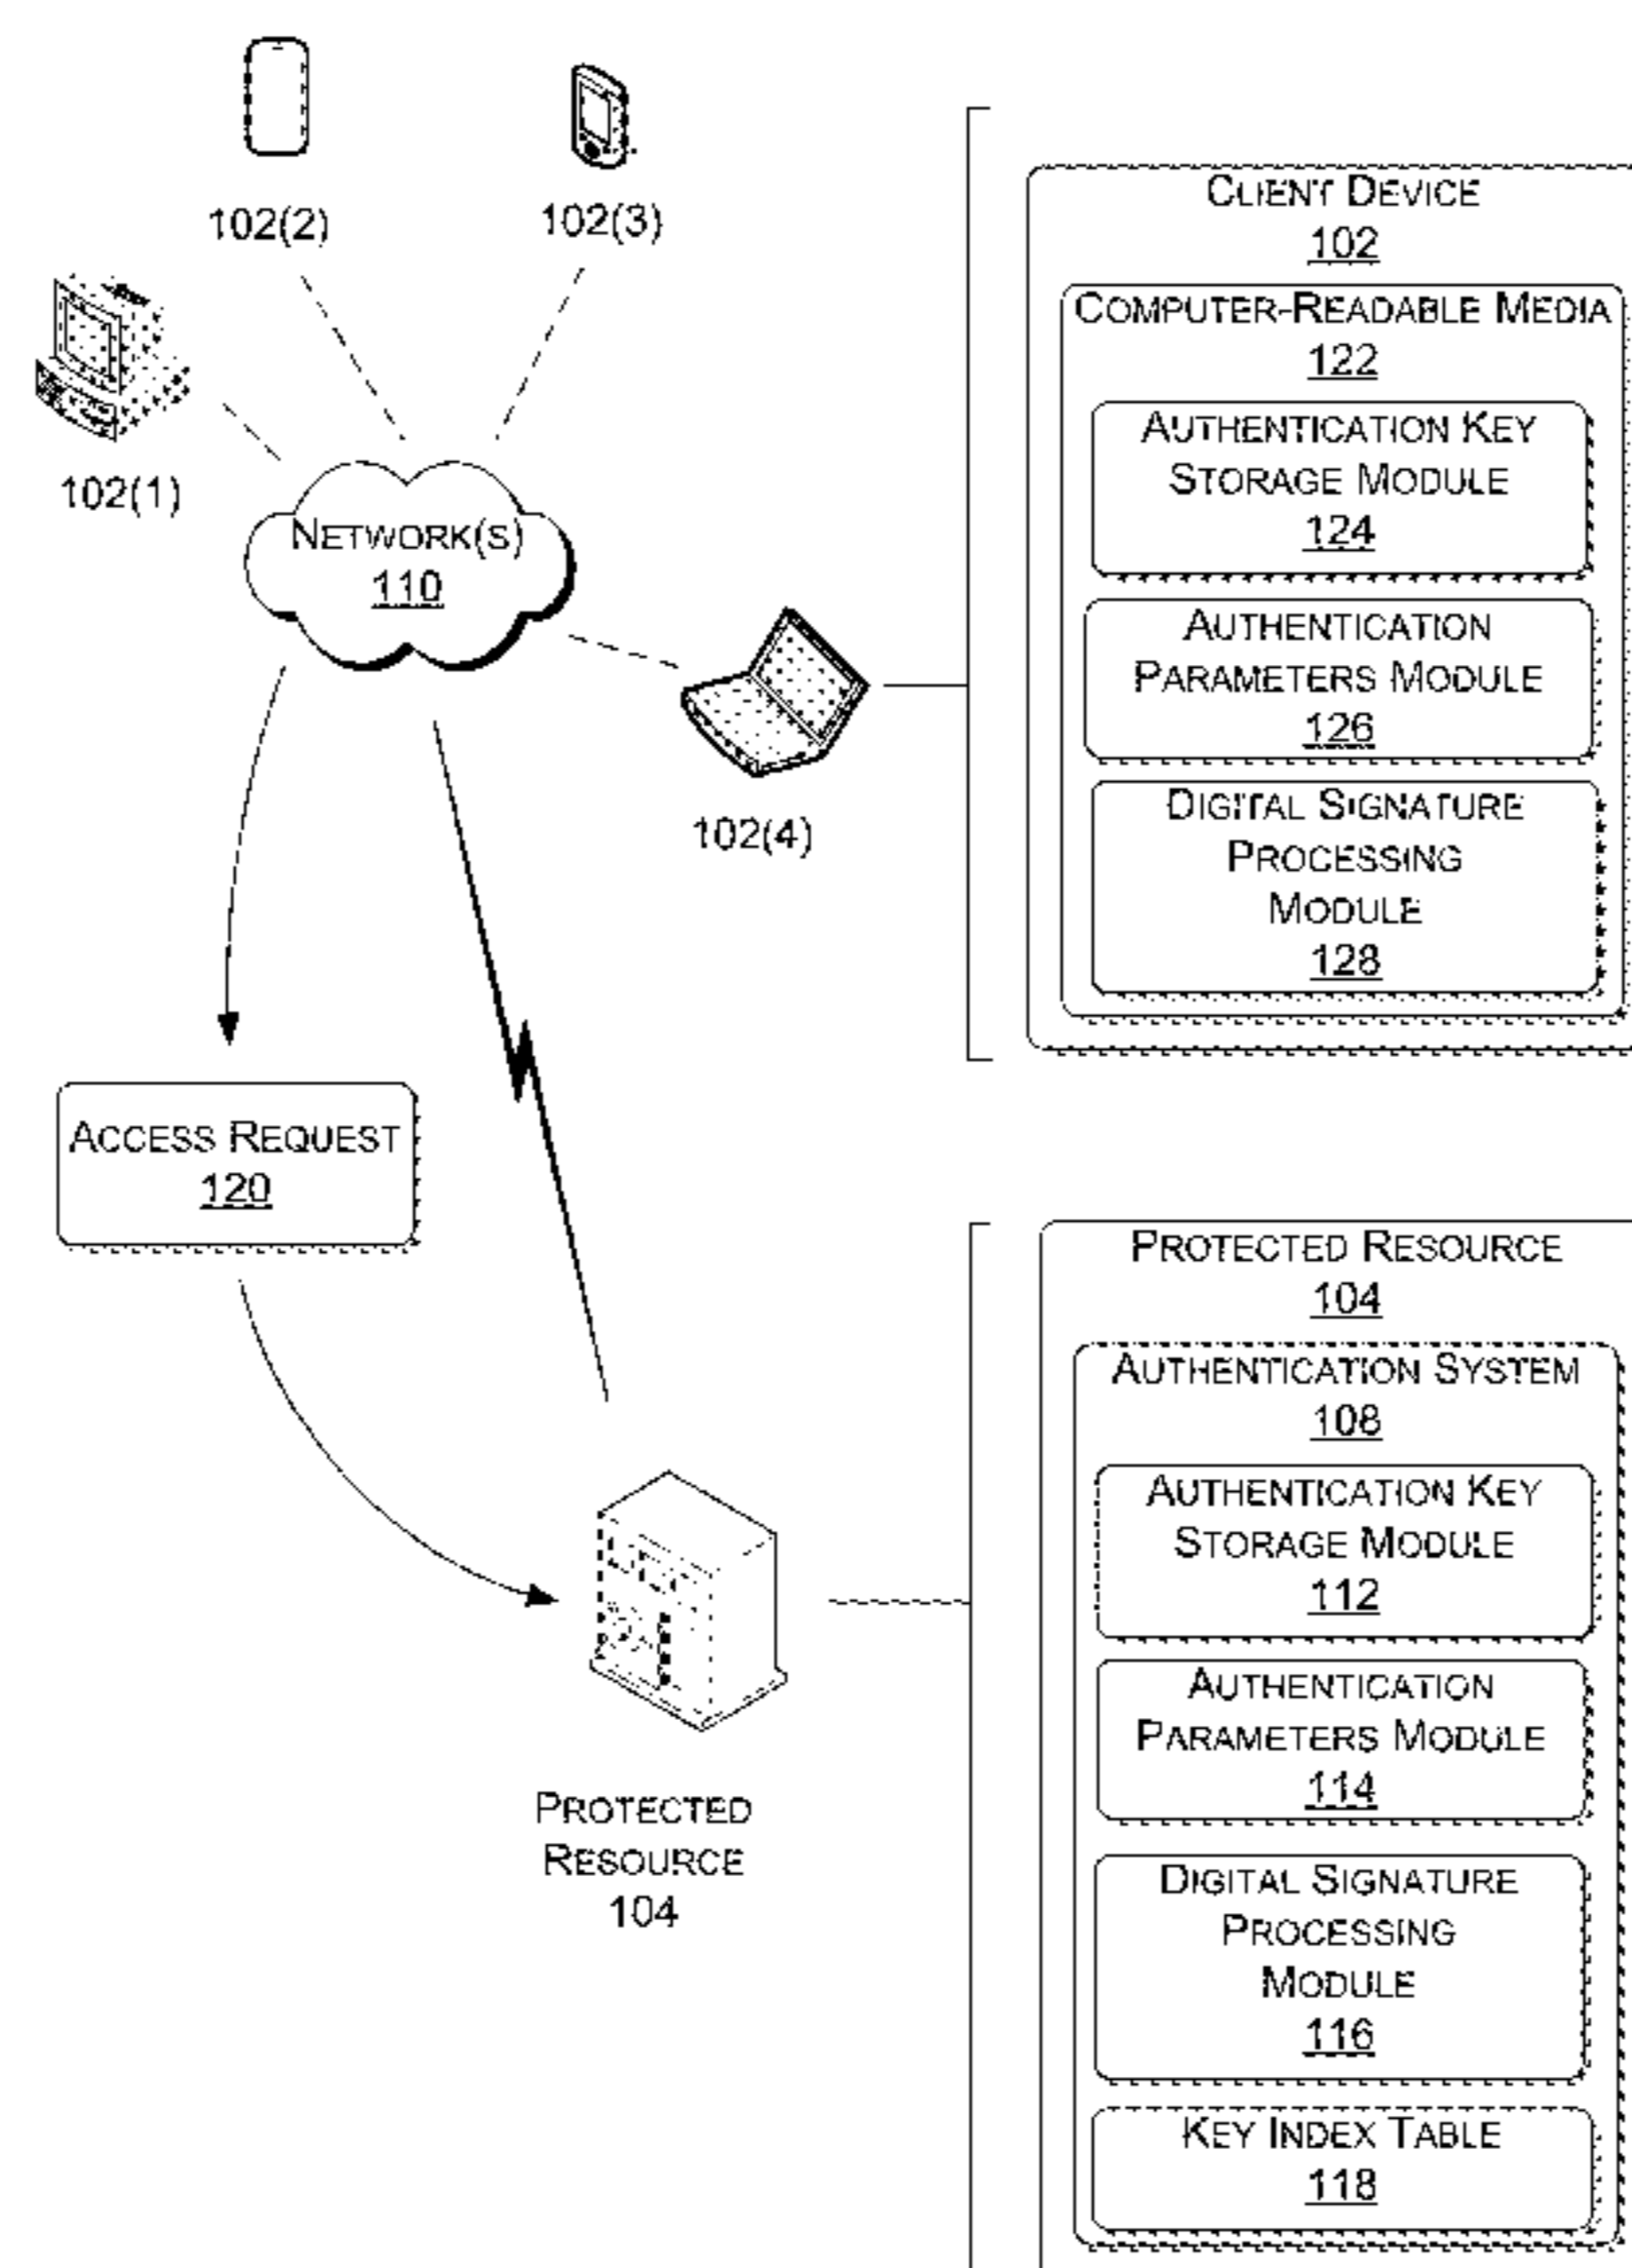 102(2)
102(3)
102(1)
NETWORK(S)
110
102(4)
ACCESS REQUEST
120
PROTECTED
RESOURCE
104
CLIENT DEVICE
102
COMPUTER-READABLE MEDIA
122
AUTHENTICATION KEY
STORAGE MODULE
124
AUTHENTICATION
PARAMETERS MODULE
126
DIGITAL SIGNATURE
PROCESSING
MODULE
128
PROTECTED RESOURCE
104
AUTHENTICATION SYSTEM
108
AUTHENTICATION KEY
STORAGE MODULE
112
AUTHENTICATION
PARAMETERS MODULE
114
DIGITAL SIGNATURE
PROCESSING
MODULE
116
KEY INDEX TABLE
118